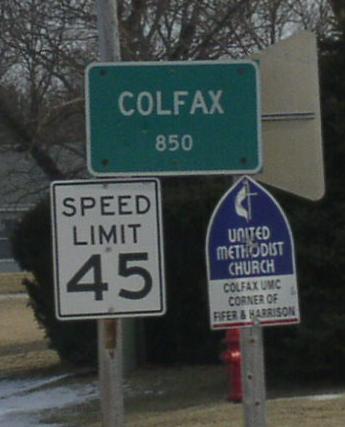 COLFAX
850
SPEED
LIMIT
45
UNITED
METHODIST
CHURCH
COLFAX UMC
CORNER OF
FIFER & HARRISON